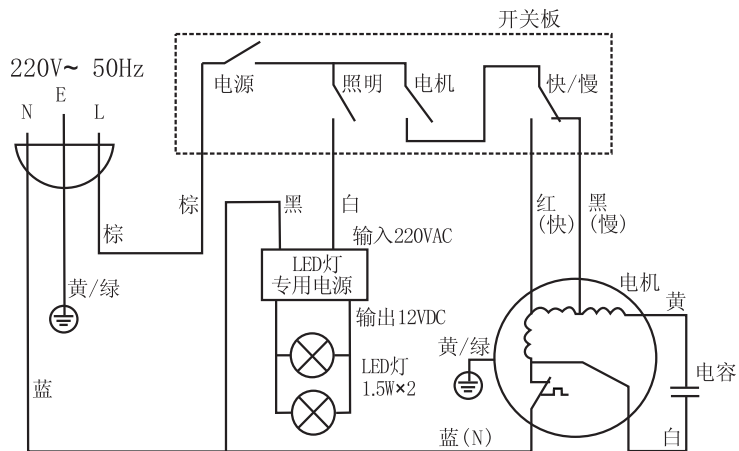 开关板
220V~ 50Hz
N
E
L
电源
照明
电机
快/慢
棕
棕
黑
白
红
(快)
黑
(慢)
输入220VAC
LED灯
专用电源
黄/绿
输出12VDC
电机
黄
黄/绿
LED灯
1.5W×2
电容
蓝
蓝(N)
白